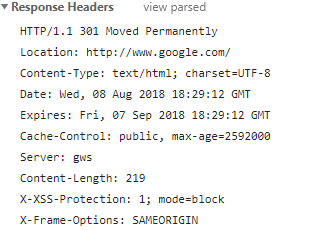 Response Headers view parsed
HTTP/1.1 301 Moved Permanently
Location: http://www.google.com/
Content-Type: text/html; charset=UTF-8
Date: Wed, 08 Aug 2018 18:29:12 GMT
Expires: Fri, 07 Sep 2018 18:29:12 GMT
Cache-Control: public, max-age=2592000
Server: gws
Content-Length: 219
X-XSS-Protection: 1; mode=block
X-Frame-Options: SAMEORIGIN